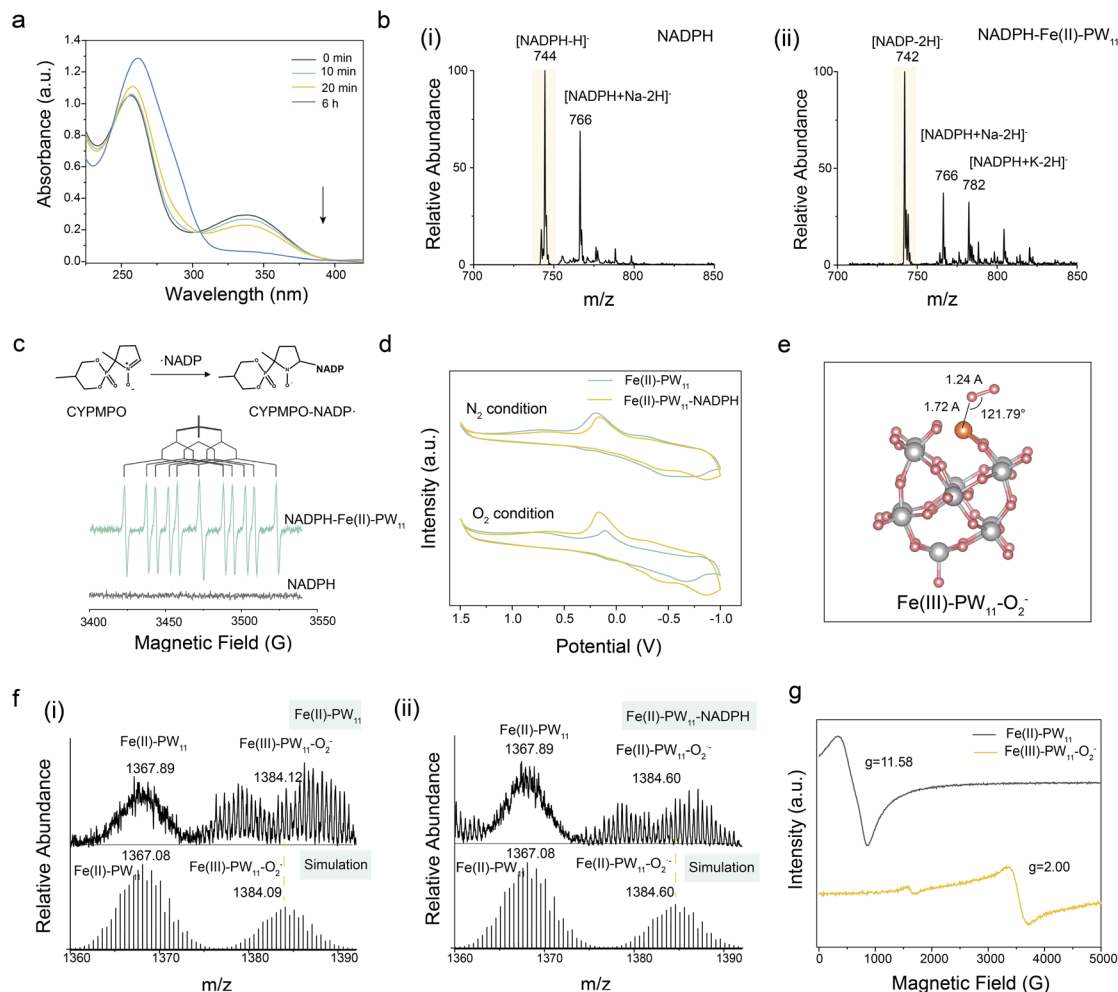 a
1.4
1.2
1.0
0.8
0.6
0.4
0.2
0.0
Absorbance (a.u.)
0 min
10 min
20 min
6 h
250
300
350
400
Wavelength (nm)
b
(i)
[NADPH-H]-
744
NADPH
[NADPH+Na-2H]-
766
100
50
0
Relative Abundance
700
750
800
850
m/z
(ii)
[NADP-2H]-
742
NADPH-Fe(II)-PW11
[NADPH+Na-2H]-
766
[NADPH+K-2H]-
782
100
50
0
Relative Abundance
700
750
800
850
m/z
c
·NADP
CYPMPO
NADP
CYPMPO-NADP·
NADPH-Fe(II)-PW11
NADPH
3400
3450
3500
3550
Magnetic Field (G)
d
Fe(II)-PW11
Fe(II)-PW11-NADPH
N2 condition
O2 condition
Intensity (a.u.)
1.5
1.0
0.5
0.0
-0.5
-1.0
Potential (V)
e
1.24 A
1.72 A
121.79°
Fe(III)-PW11-O2-
f
(i)
Fe(II)-PW11
Fe(II)-PW11
1367.89
Fe(III)-PW11-O2-
1384.12
1367.08
Fe(II)-PW11
Fe(III)-PW11-O2-
1384.09
Simulation
Relative Abundance
1360
1370
1380
1390
m/z
(ii)
Fe(II)-PW11-NADPH
Fe(II)-PW11
1367.89
Fe(II)-PW11-O2·-
1384.60
1367.08
Fe(II)-PW11
Fe(II)-PW11-O2·-
1384.60
Simulation
Relative Abundance
1360
1370
1380
1390
m/z
g
Fe(II)-PW11
Fe(III)-PW11-O2-
g=11.58
g=2.00
Intensity (a.u.)
0
1000
2000
3000
4000
5000
Magnetic Field (G)